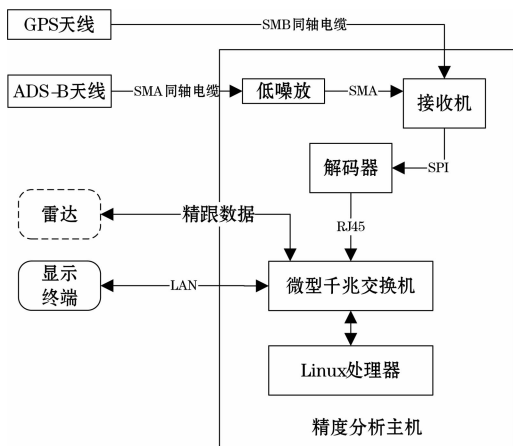 GPS天线
SMB同轴电缆
ADS-B天线
SMA同轴电缆
低噪放
SMA
接收机
解码器
SPI
雷达
精跟数据
RJ45
显示
终端
LAN
微型千兆交换机
Linux处理器
精度分析主机